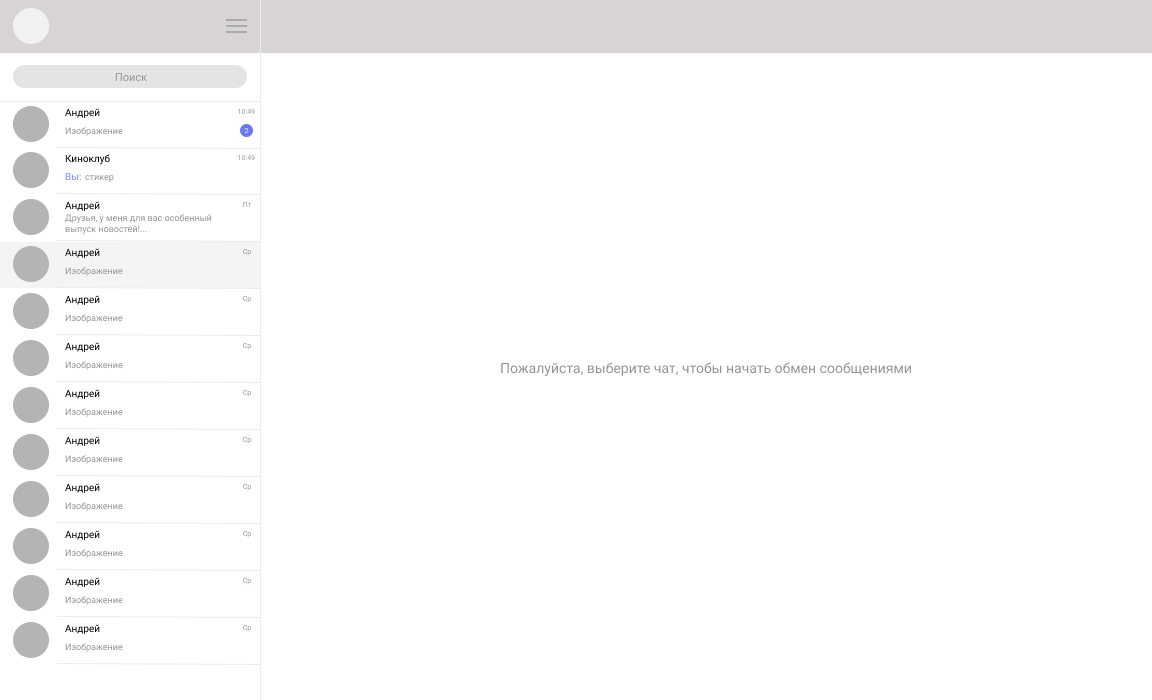 Поиск
Андрей 10:49
Изображение 2
Киноклуб 10:49
Вы: стикер
Андрей Пт
Друзья, у меня для вас особенный
выпуск новостей!...
Андрей Ср
Изображение
Андрей Ср
Изображение
Андрей Ср
Изображение
Андрей Ср
Изображение
Андрей Ср
Изображение
Андрей Ср
Изображение
Андрей Ср
Изображение
Андрей Ср
Изображение
Андрей Ср
Изображение
Пожалуйста, выберите чат, чтобы начать обмен сообщениями